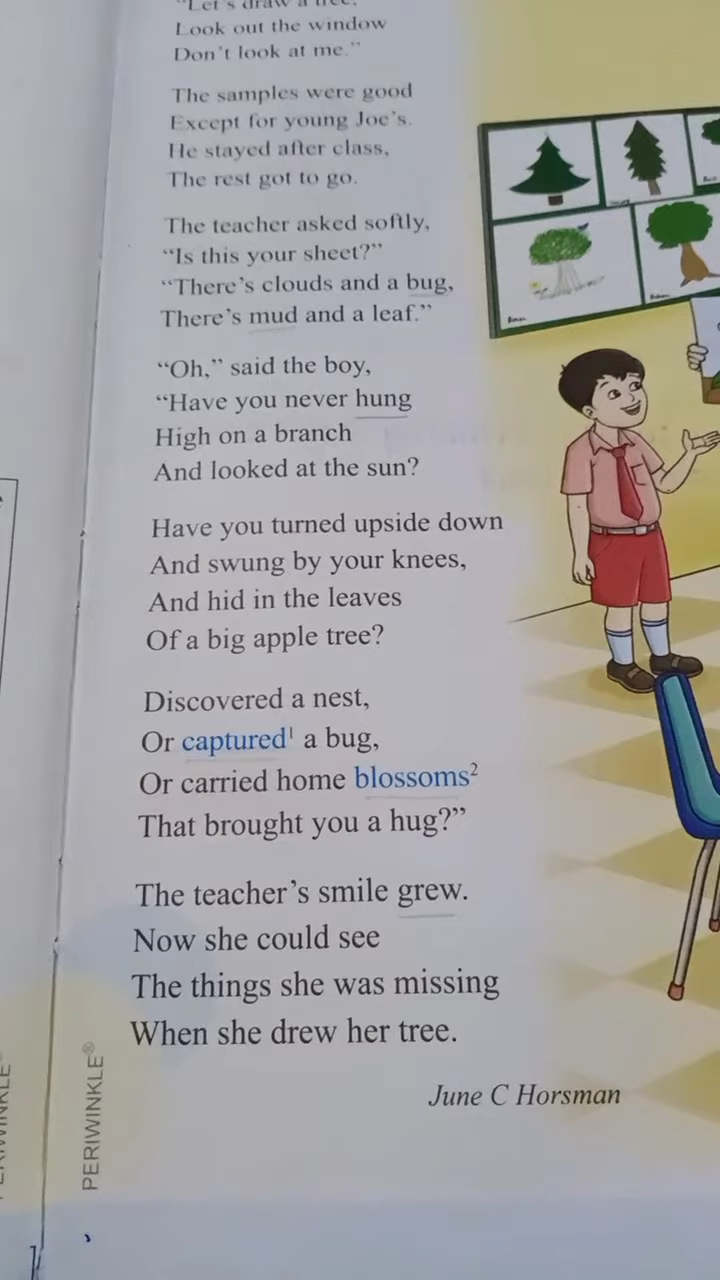 "Let's draw a tree.
Look out the window
Don't look at me."
The samples were good
Except for young Joe's.
He stayed after class,
The rest got to go.
The teacher asked softly,
"Is this your sheet?"
"There's clouds and a bug,
There's mud and a leaf."
"Oh," said the boy,
"Have you never hung
High on a branch
And looked at the sun?
Have you turned upside down
And swung by your knees,
And hid in the leaves
Of a big apple tree?
Discovered a nest,
Or captured¹ a bug,
Or carried home blossoms²
That brought you a hug?"
The teacher's smile grew.
Now she could see
The things she was missing
When she drew her tree.
June C Horsman
PERIWINKLE®